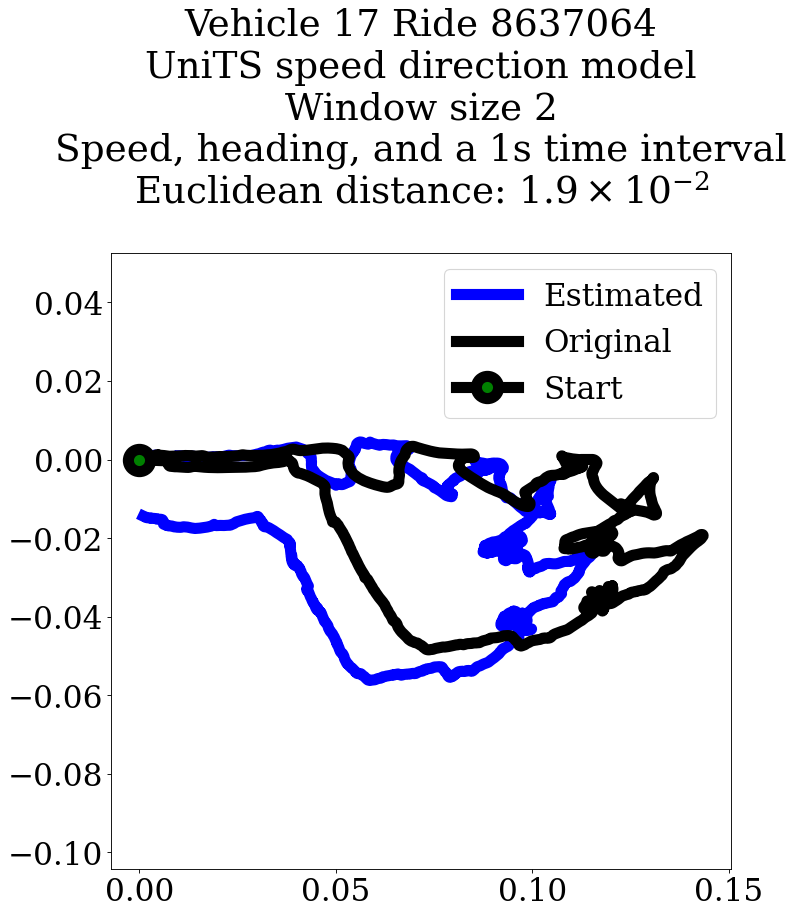 Vehicle 17 Ride 8637064
UniTS speed direction model
Window size 2
Speed, heading, and a 1s time interval
Euclidean distance: 1.9 × 10⁻²
Estimated
Original
Start
0.04
0.02
0.00
−0.02
−0.04
−0.06
−0.08
−0.10
0.00 0.05 0.10 0.15